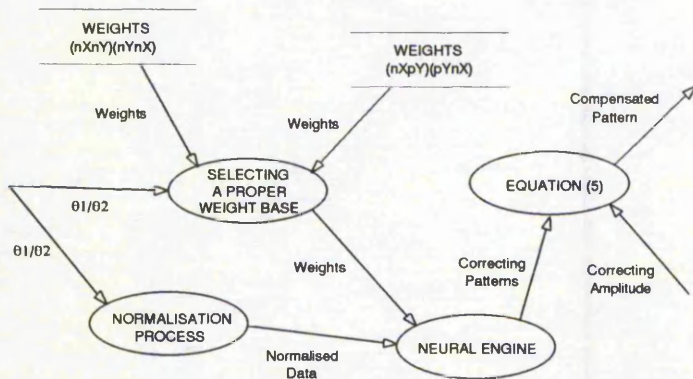 WEIGHTS
(nXnY)(nYnX)
WEIGHTS
(nXpY)(pYnX)
Weights
Weights
Compensated
Pattern
SELECTING
A PROPER
WEIGHT BASE
EQUATION (5)
θ1/θ2
θ1/θ2
Weights
Correcting
Patterns
Correcting
Amplitude
NORMALISATION
PROCESS
Normalised
Data
NEURAL ENGINE